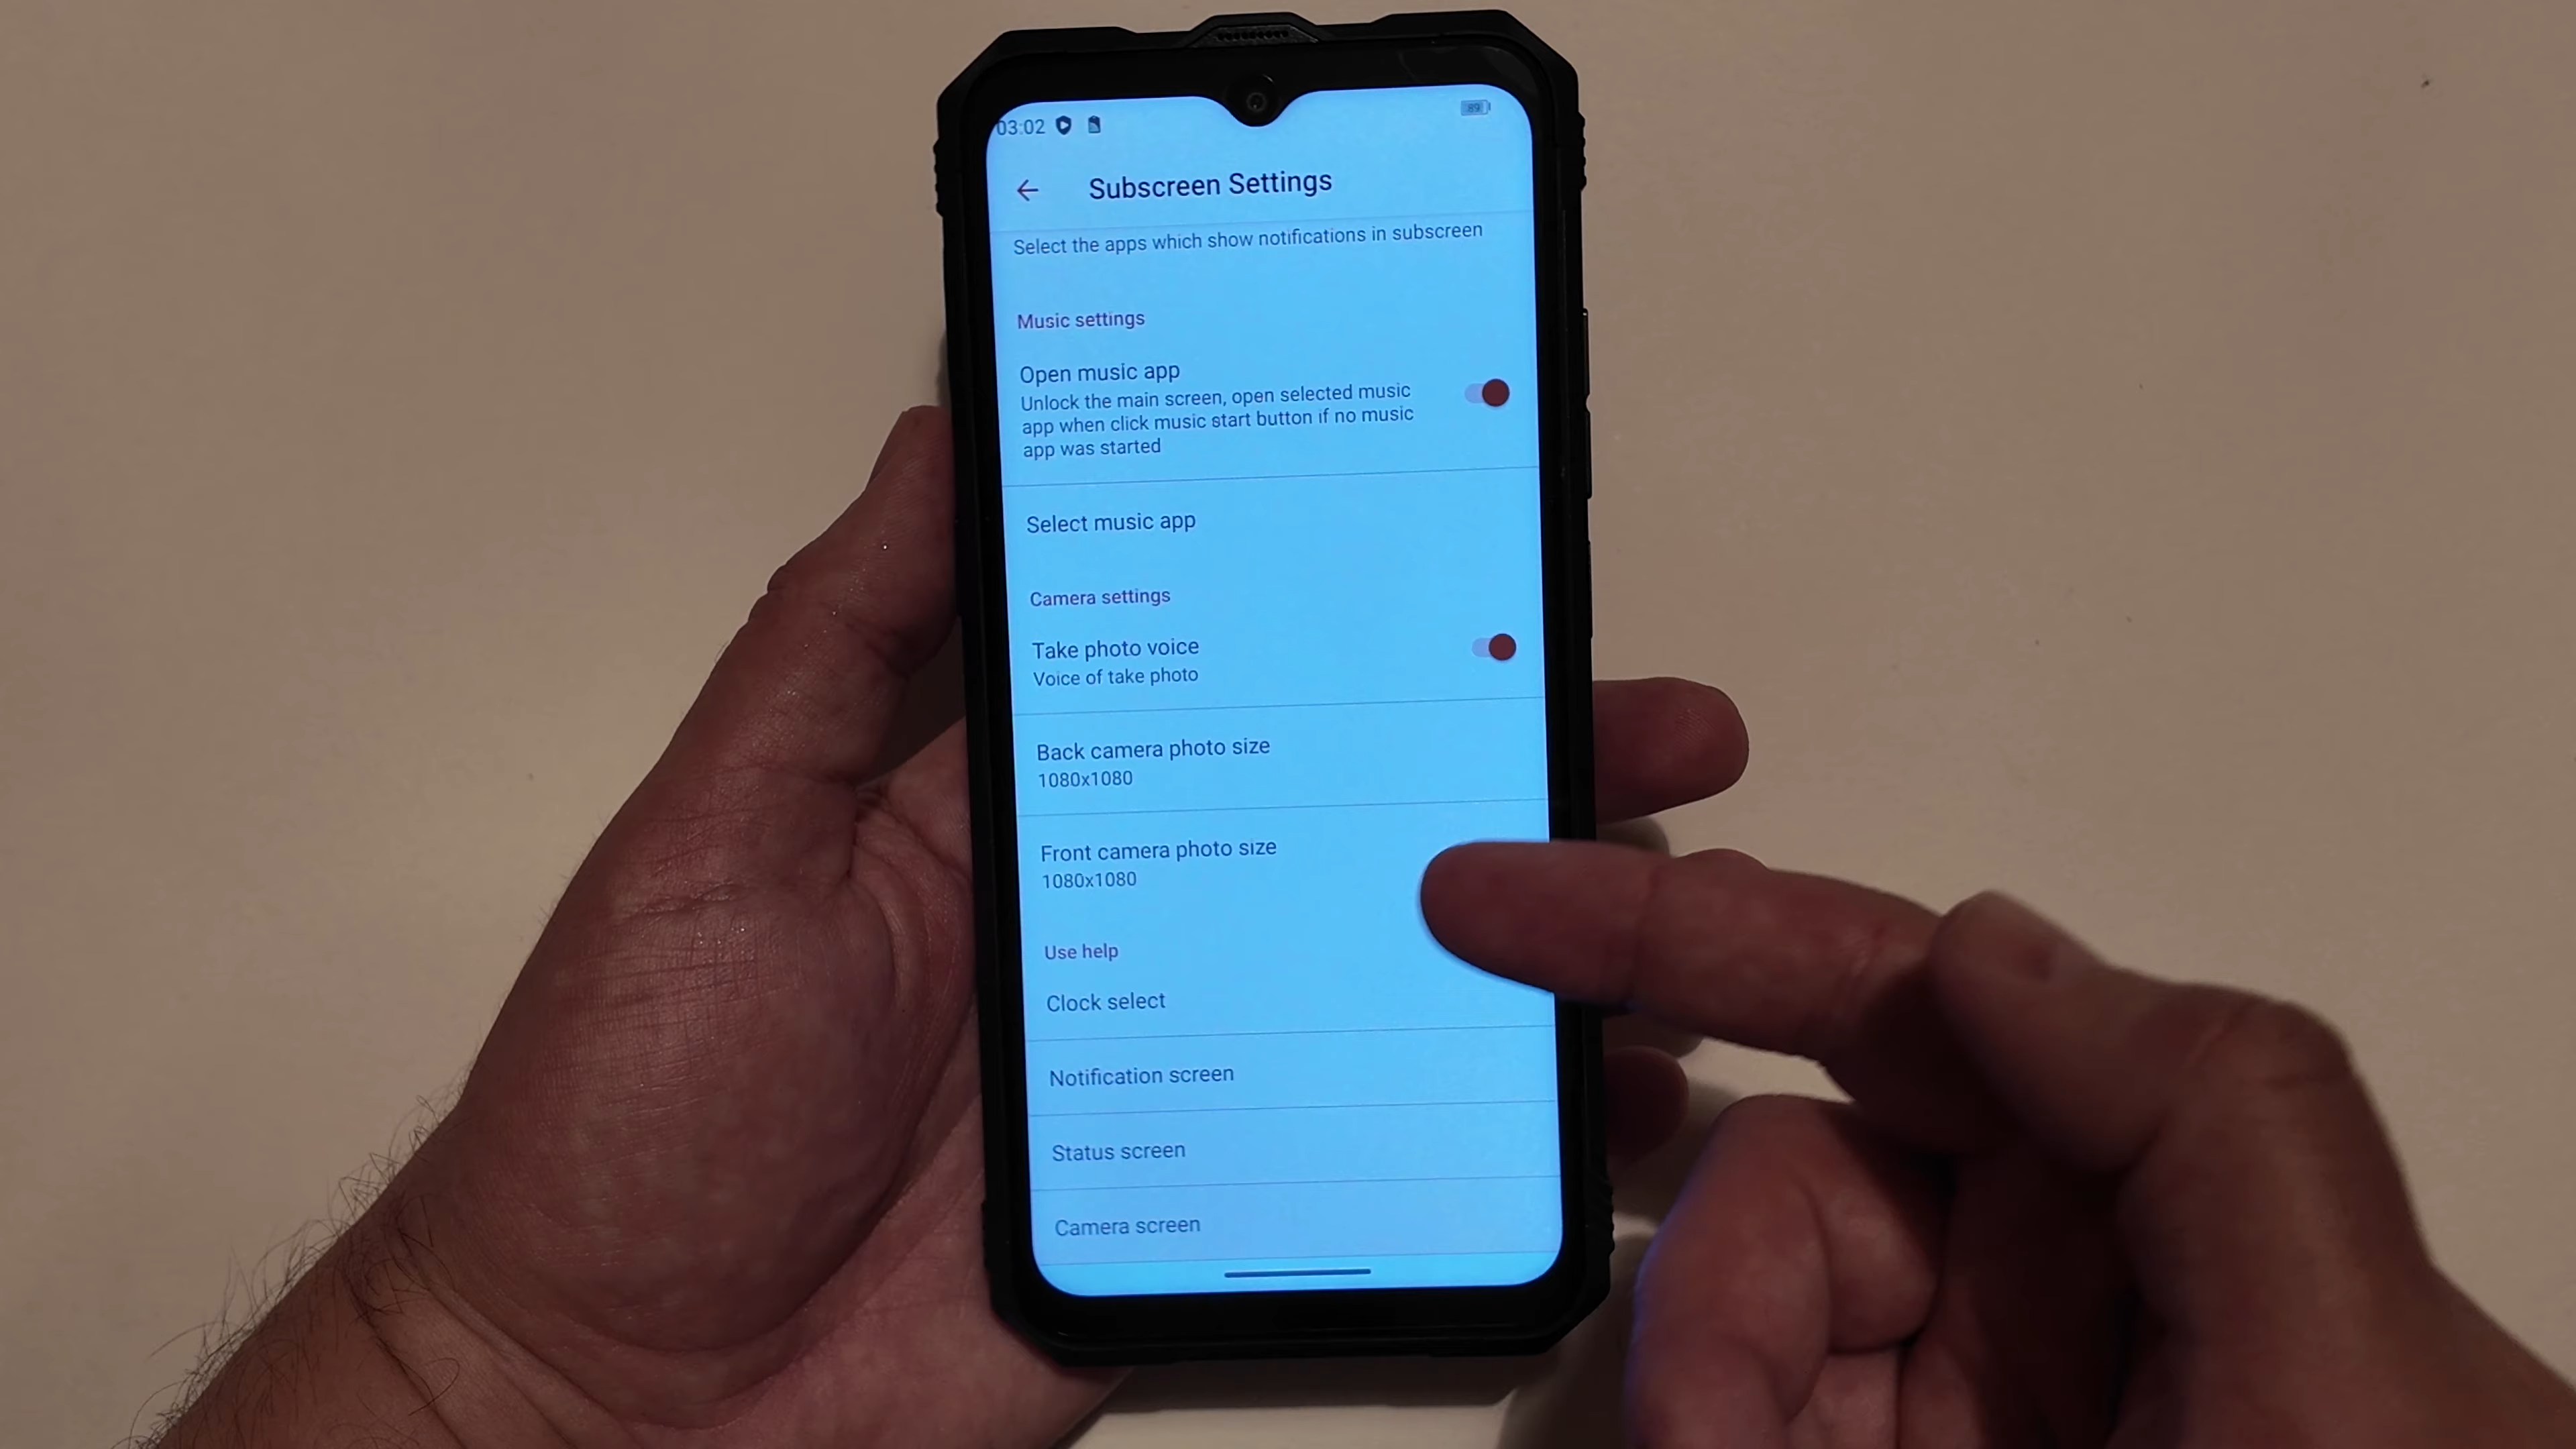 03:02
89
Subscreen Settings
Select the apps which show notifications in subscreen
Music settings
Open music app
Unlock the main screen, open selected music
app when click music start button if no music
app was started
Select music app
Camera settings
Take photo voice
Voice of take photo
Back camera photo size
1080x1080
Front camera photo size
1080x1080
Use help
Clock select
Notification screen
Status screen
Camera screen